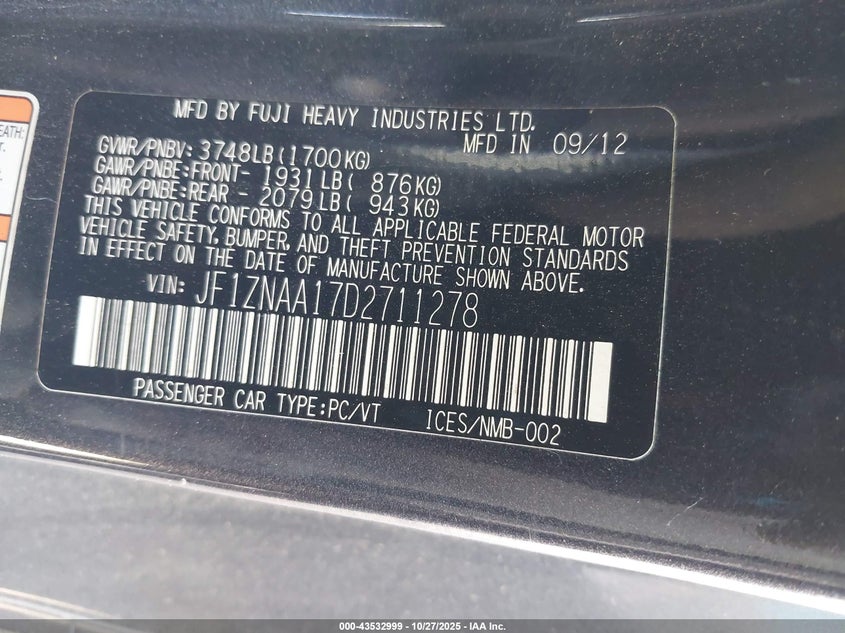 EATH:
MFD BY FUJI HEAVY INDUSTRIES LTD.
MFD IN 09/12
GVWR/PNBV: 3748LB(1700KG)
GAWR/PNBE:FRONT- 1931LB( 876KG)
GAWR/PNBE:REAR - 2079LB( 943KG)
THIS VEHICLE CONFORMS TO ALL APPLICABLE FEDERAL MOTOR
VEHICLE SAFETY, BUMPER, AND THEFT PREVENTION STANDARDS
IN EFFECT ON THE DATE OF MANUFACTURE SHOWN ABOVE.
VIN: JF1ZNAA17D2711278
PASSENGER CAR TYPE:PC/VT ICES/NMB-002
000-43532999 - 10/27/2025 - IAA Inc.